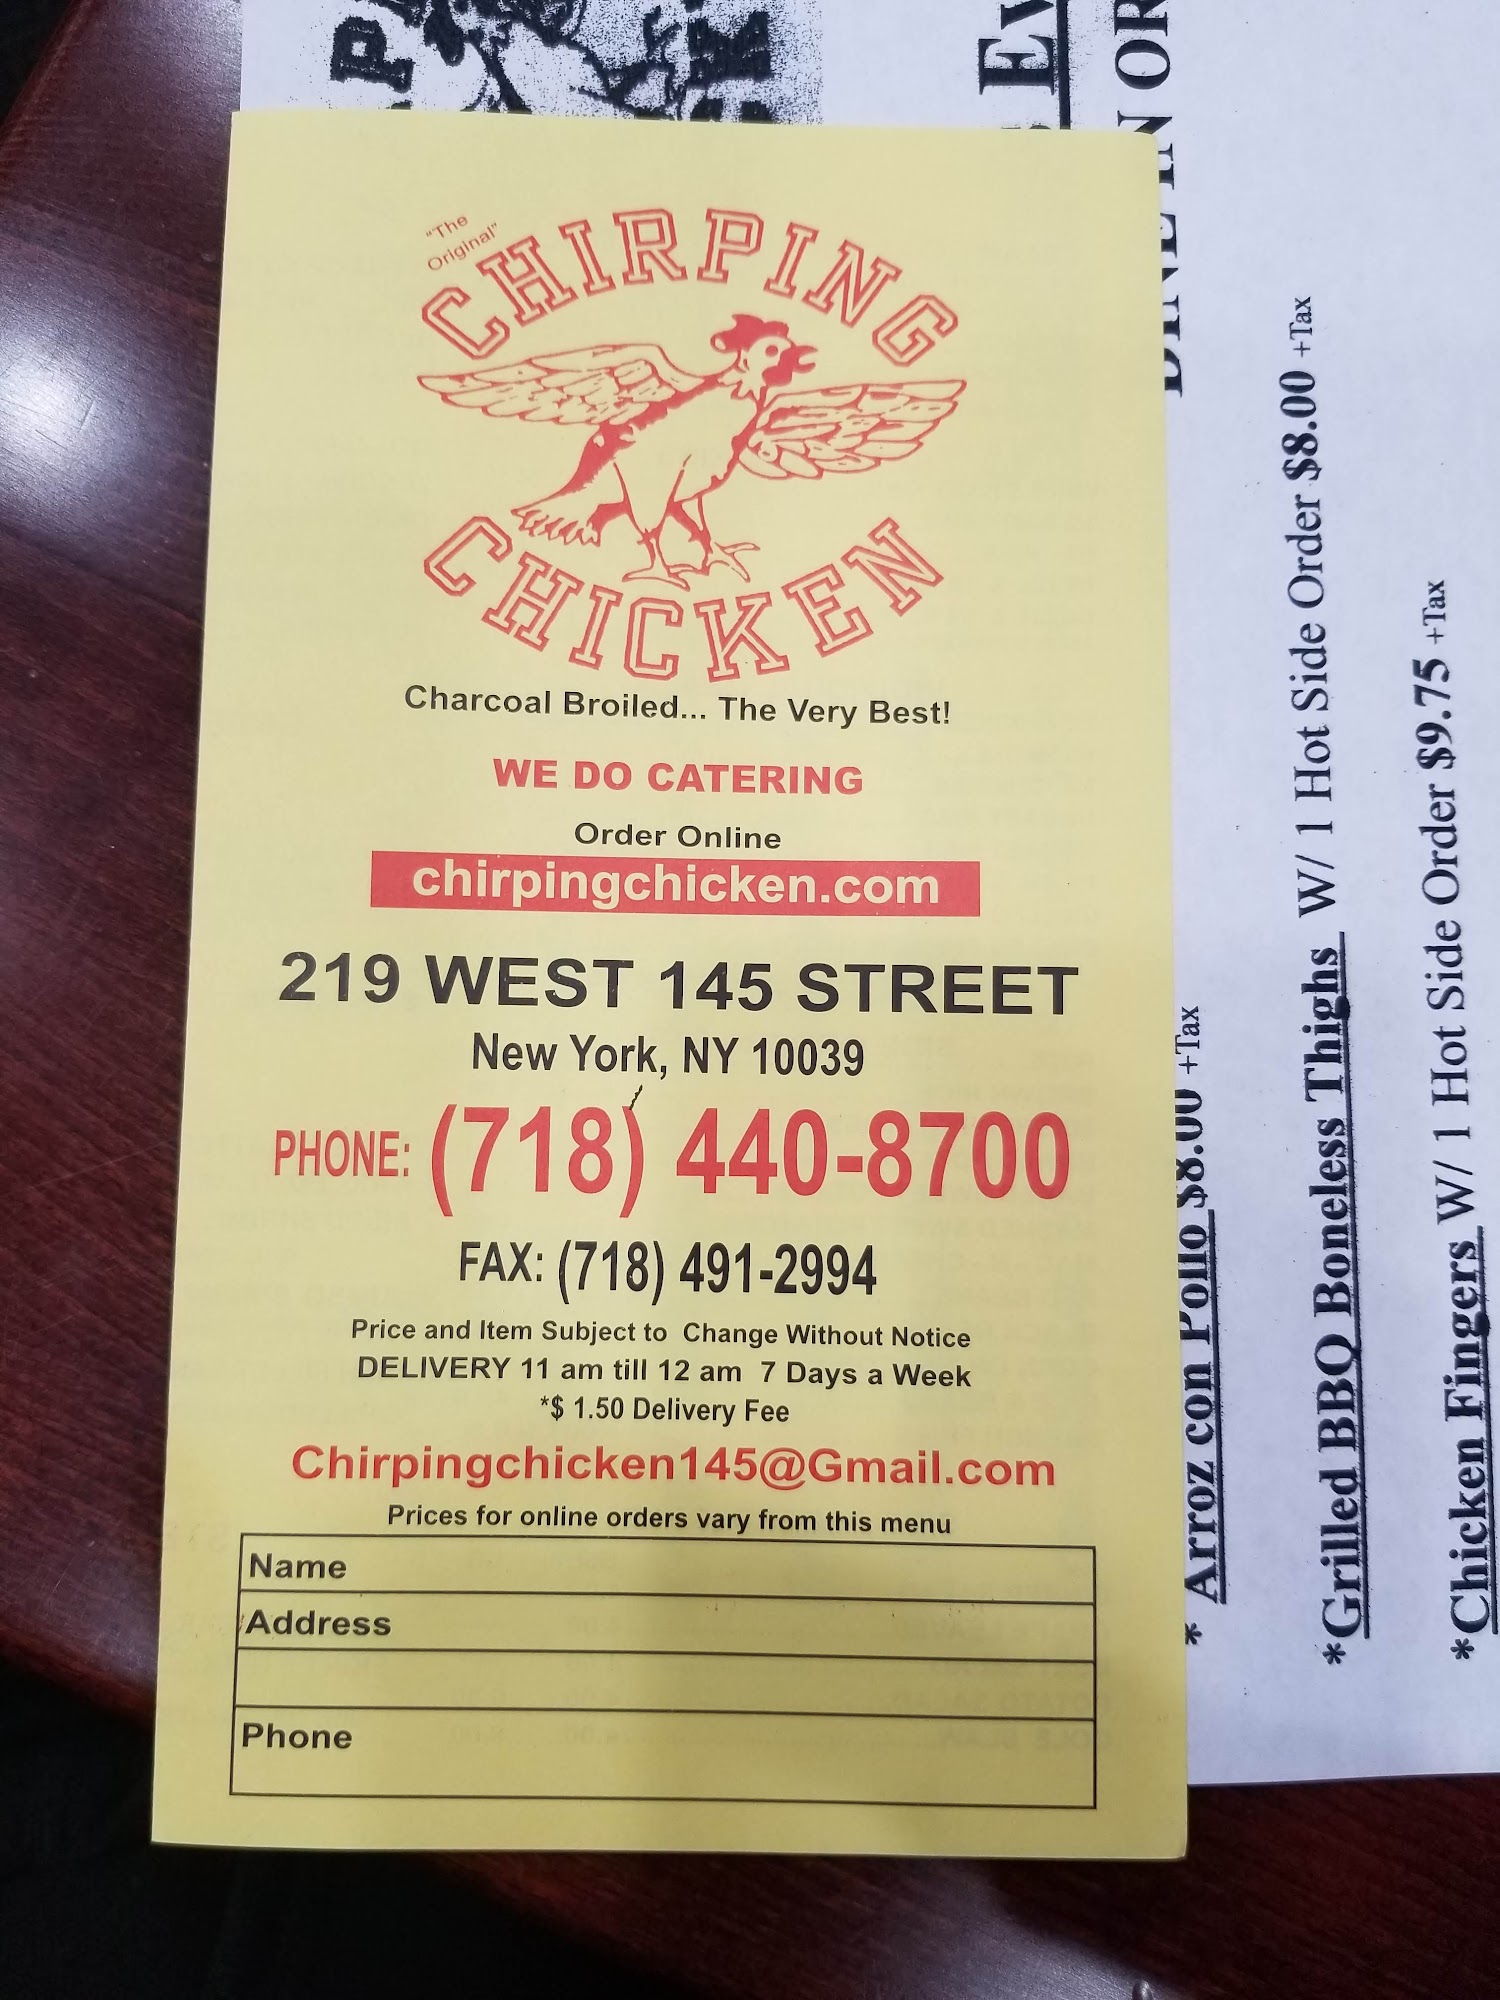 "The
Original"
CHIRPING
CHICKEN
Charcoal Broiled... The Very Best!
WE DO CATERING
Order Online
chirpingchicken.com
219 WEST 145 STREET
New York, NY 10039
PHONE: (718) 440-8700
FAX: (718) 491-2994
Price and Item Subject to Change Without Notice
DELIVERY 11 am till 12 am 7 Days a Week
*$ 1.50 Delivery Fee
Chirpingchicken145@Gmail.com
Prices for online orders vary from this menu
Name
Address
Phone
DINE IN OR
* Arroz con Pollo $8.00 +Tax
*Grilled BBQ Boneless Thighs W/ 1 Hot Side Order $8.00 +Tax
*Chicken Fingers W/ 1 Hot Side Order $9.75 +Tax